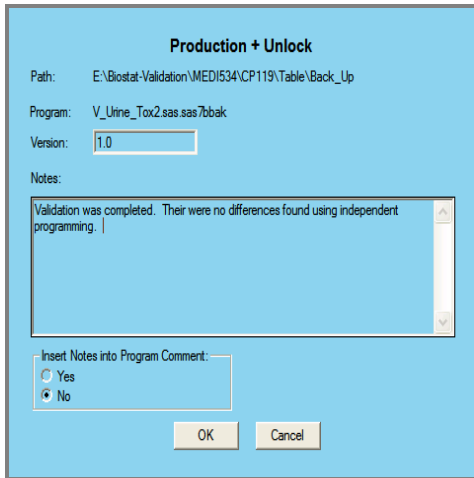 Production + Unlock
Path: E:\Biostat-Validation\MEDI534\CP119\Table\Back_Up
Program: V_Urine_Tox2.sas.sas7bbak
Version: 1.0
Notes:
Validation was completed. Their were no differences found using independent
programming.
Insert Notes into Program Comment:
Yes
No
OK Cancel